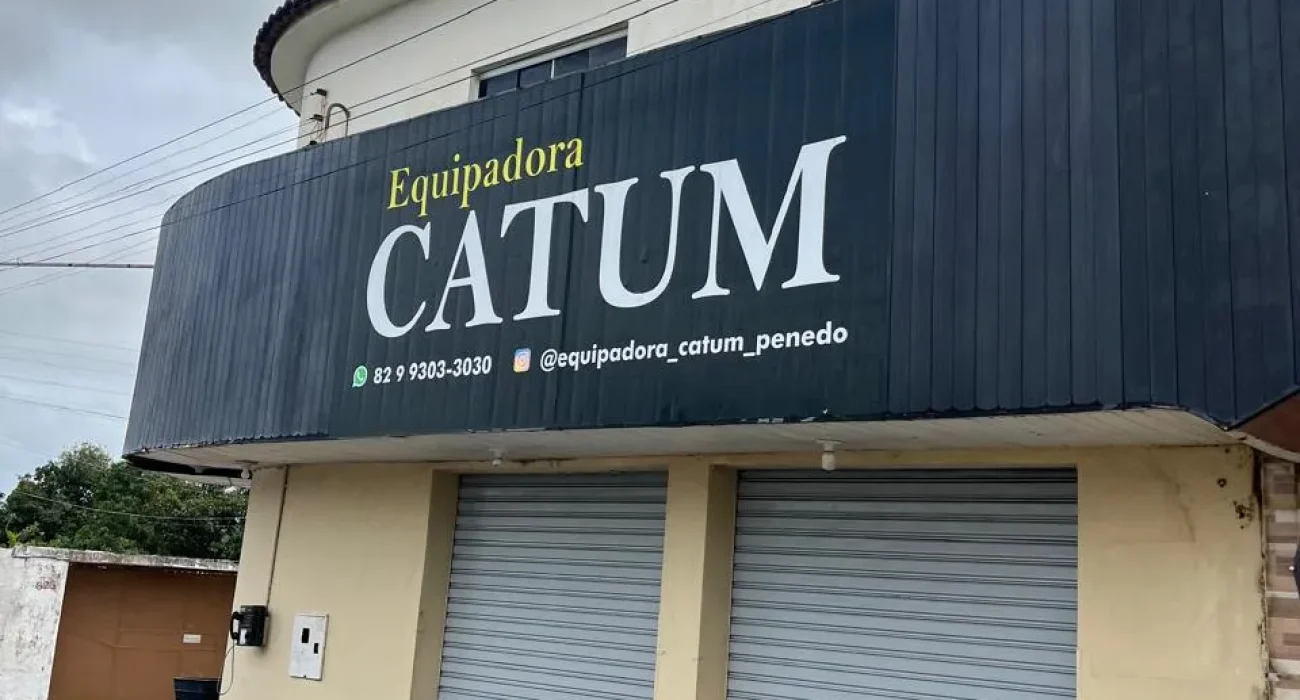 Equipadora
CATUM
82 9 9303-3030 @equipadora_catum_penedo